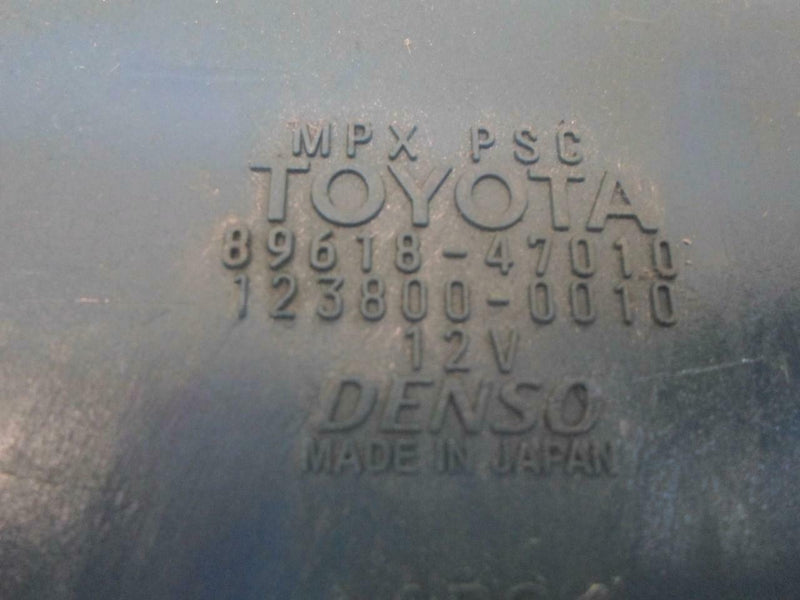 MPX PSC
TOYOTA
89618-47010
123800-0010
12V
DENSO
MADE IN JAPAN